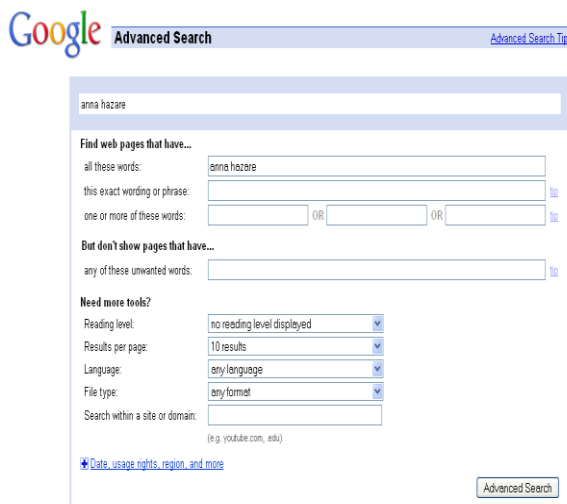 Google Advanced Search Advanced Search Tip
anna hazare
Find web pages that have...
all these words: anna hazare
this exact wording or phrase: tip
one or more of these words: OR OR tip
But don't show pages that have...
any of these unwanted words: tip
Need more tools?
Reading level: no reading level displayed
Results per page: 10 results
Language: any language
File type: any format
Search within a site or domain:
(e.g. youtube.com, .edu)
Date, usage rights, region, and more
Advanced Search